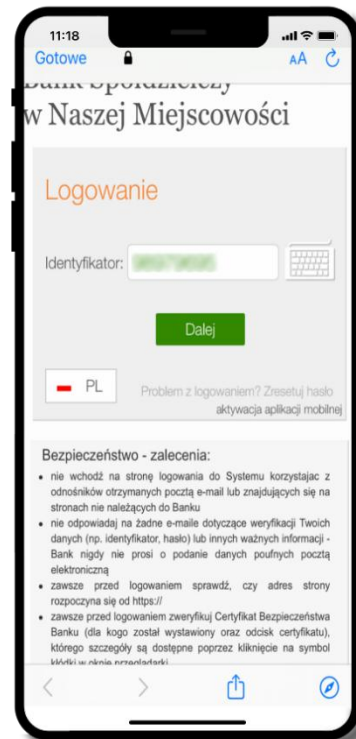 11:18
Gotowe AA
Bank Spółdzielczy
w Naszej Miejscowości
Logowanie
Identyfikator:
Dalej
PL
Problem z logowaniem? Zresetuj hasło
aktywacja aplikacji mobilnej
Bezpieczeństwo - zalecenia:
• nie wchodź na stronę logowania do Systemu korzystając z
odnośników otrzymanych pocztą e-mail lub znajdujących się na
stronach nie należących do Banku
• nie odpowiadaj na żadne e-maile dotyczące weryfikacji Twoich
danych (np. identyfikator, hasło) lub innych ważnych informacji -
Bank nigdy nie prosi o podanie danych poufnych pocztą
elektroniczną
• zawsze przed logowaniem sprawdź, czy adres strony
rozpoczyna się od https://
• zawsze przed logowaniem zweryfikuj Certyfikat Bezpieczeństwa
Banku (dla kogo został wystawiony oraz odcisk certyfikatu),
którego szczegóły są dostępne poprzez kliknięcie na symbol
kłódki w oknie przeglądarki